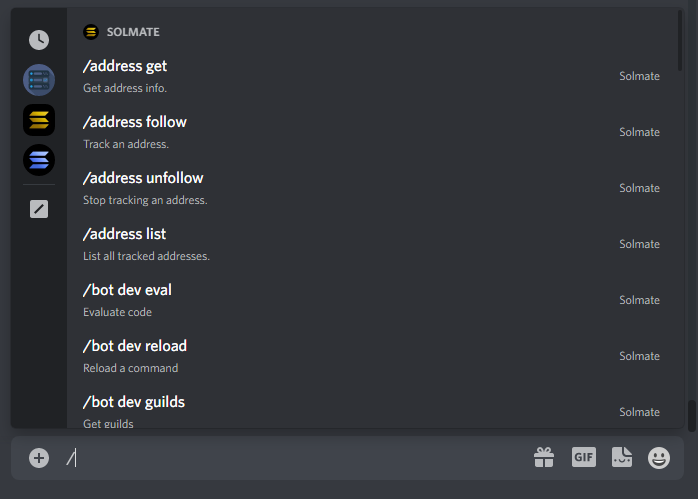 SOLMATE
/address get
Get address info.
Solmate
/address follow
Track an address.
Solmate
/address unfollow
Stop tracking an address.
Solmate
/address list
List all tracked addresses.
Solmate
/bot dev eval
Evaluate code
Solmate
/bot dev reload
Reload a command
Solmate
/bot dev guilds
Get guilds
Solmate
/
GIF